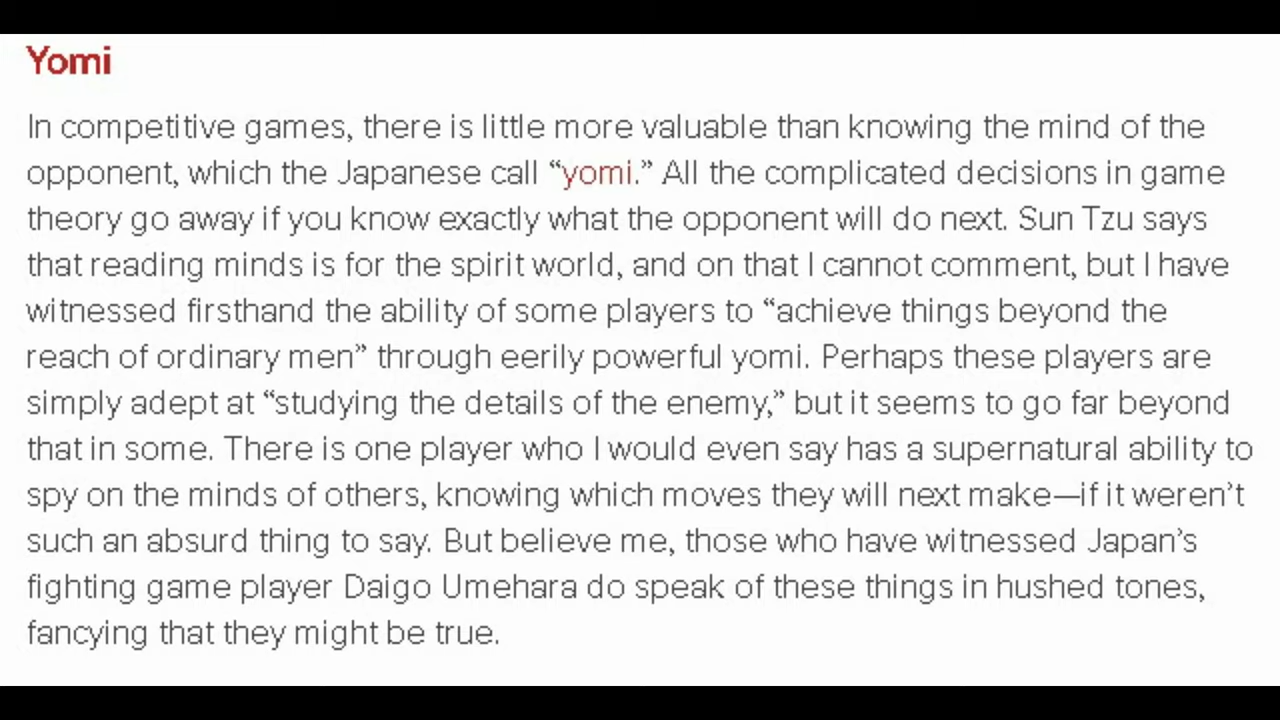 Yomi
In competitive games, there is little more valuable than knowing the mind of the
opponent, which the Japanese call “yomi.” All the complicated decisions in game
theory go away if you know exactly what the opponent will do next. Sun Tzu says
that reading minds is for the spirit world, and on that I cannot comment, but I have
witnessed firsthand the ability of some players to “achieve things beyond the
reach of ordinary men” through eerily powerful yomi. Perhaps these players are
simply adept at “studying the details of the enemy,” but it seems to go far beyond
that in some. There is one player who I would even say has a supernatural ability to
spy on the minds of others, knowing which moves they will next make—if it weren’t
such an absurd thing to say. But believe me, those who have witnessed Japan’s
fighting game player Daigo Umehara do speak of these things in hushed tones,
fancying that they might be true.